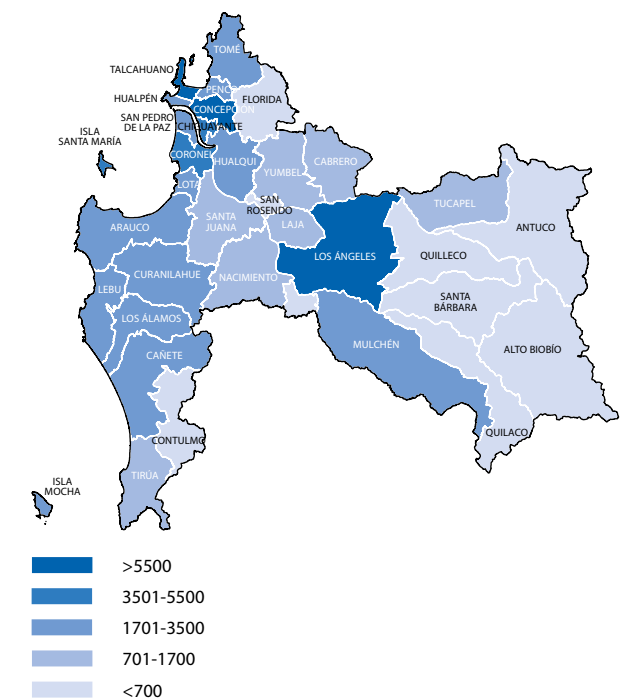 TOMÉ
TALCAHUANO
PENCO
HUALPÉN
FLORIDA
CONCEPCIÓN
SAN PEDRO
DE LA PAZ
CHIGUAYANTE
ISLA
SANTA MARÍA
CORONEL
HUALQUI
CABRERO
YUMBEL
LOTA
SAN
ROSENDO
TUCAPEL
SANTA
JUANA
LAJA
ARAUCO
ANTUCO
LOS ÁNGELES
QUILLECO
CURANILAHUE
NACIMIENTO
LEBU
SANTA
BÁRBARA
LOS ÁLAMOS
MULCHÉN
CAÑETE
ALTO BIOBÍO
QUILACO
CONTULMO
TIRÚA
ISLA
MOCHA
>5500
3501-5500
1701-3500
701-1700
<700